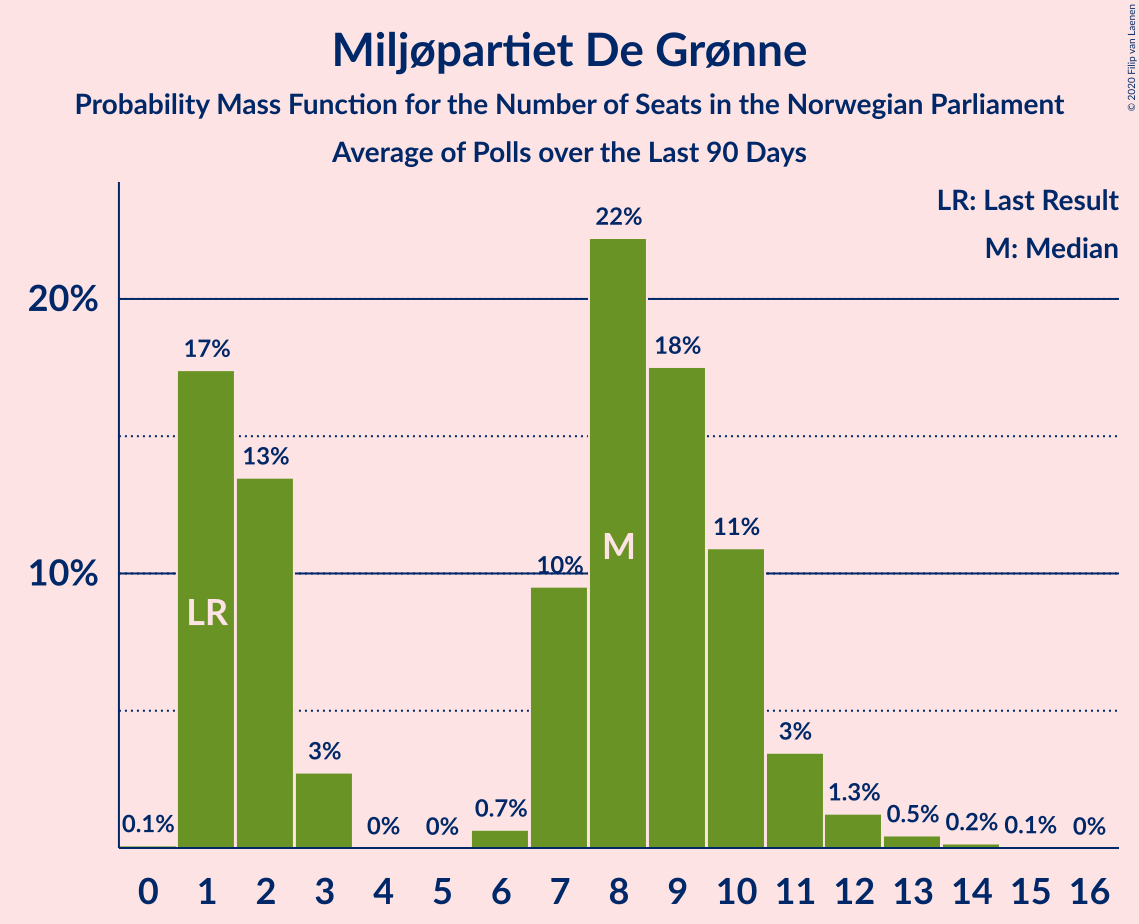 Miljøpartiet De Grønne
Probability Mass Function for the Number of Seats in the Norwegian Parliament
Average of Polls over the Last 90 Days
© 2020 Filip van Laenen
LR: Last Result
M: Median
20%
10%
0.1% 17% 13% 3% 0% 0% 0.7% 10% 22% 18% 11% 3% 1.3% 0.5% 0.2% 0.1% 0%
LR M
0 1 2 3 4 5 6 7 8 9 10 11 12 13 14 15 16